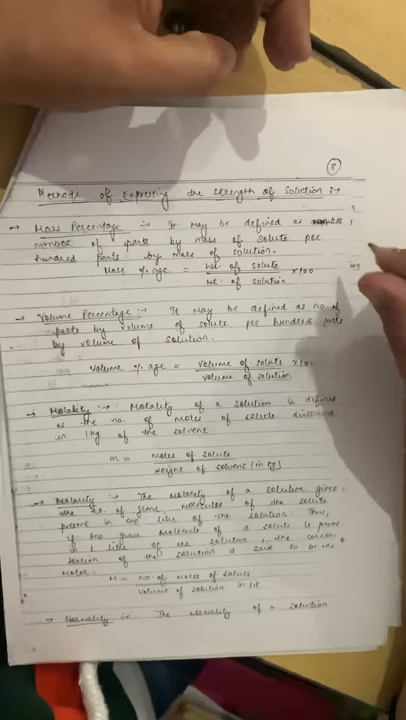 8
Methods of expressing the strength of solution :→
→ Mass Percentage :→ It may be defined as
number of parts by mass of solute per
hundred parts by mass of solution.
Mass % age = wt. of solute / wt. of solution x100
→ Volume Percentage :→ It may be defined as no. of
parts by volume of solute per hundred parts
by volume of solution.
Volume % age = volume of solute / volume of solution x100
→ Molality :→ Molality of a solution is defined
as the no. of moles of solute dissolved
in 1 kg of the solvent
m = moles of solute / weight of solvent (in kg)
→ Molarity :→ The molarity of a solution gives
the no. of gram molecules of the solute
present in one litre of the solution Thus,
if one gram molecule of a solute is present
in 1 litre of the solution, the concen
tration of the solution is said to be one
molar.
M = no of moles of solute / volume of solution in lit
→ Normality :→ The normality of a solution